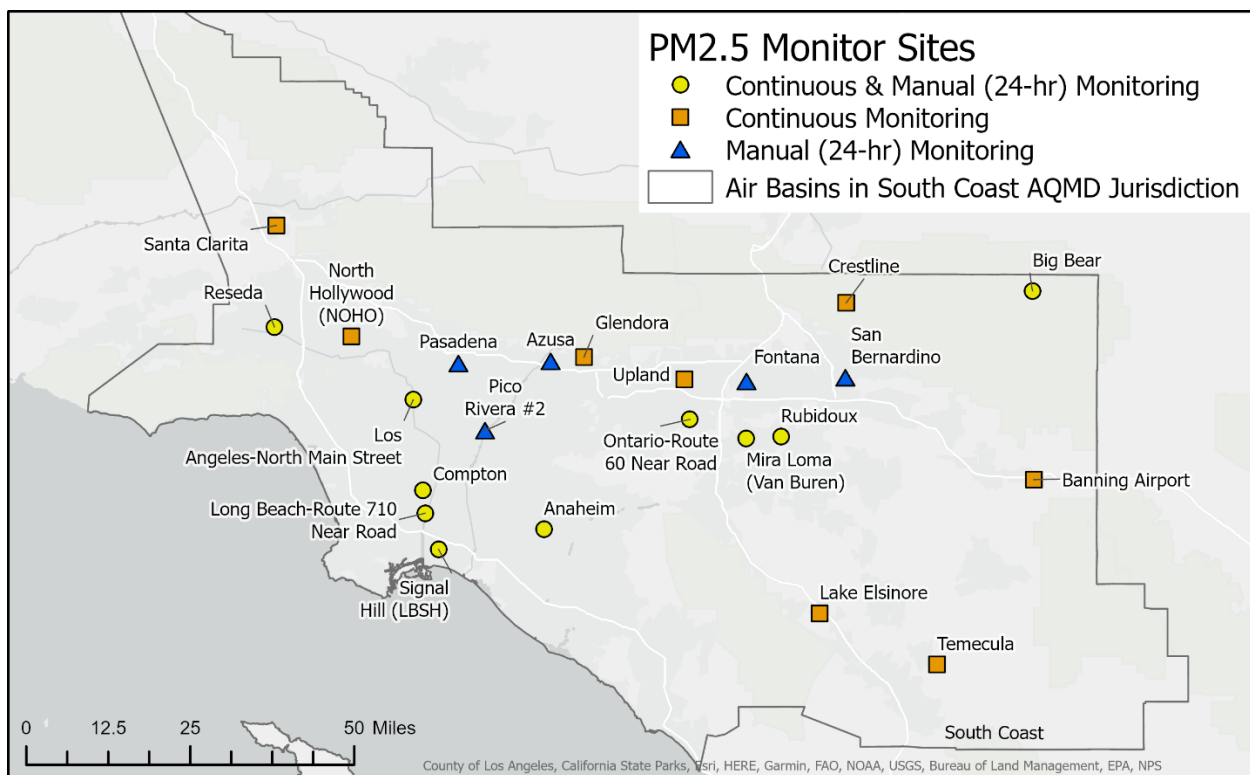 PM2.5 Monitor Sites
Continuous & Manual (24-hr) Monitoring
Continuous Monitoring
Manual (24-hr) Monitoring
Air Basins in South Coast AQMD Jurisdiction
Santa Clarita
North
Hollywood
(NOHO)
Reseda
Crestline
Big Bear
Glendora
Azusa
Pasadena
San
Bernardino
Fontana
Upland
Pico
Rivera #2
Los
Angeles-North Main Street
Ontario-Route
60 Near Road
Rubidoux
Mira Loma
(Van Buren)
Compton
Banning Airport
Long Beach-Route 710
Near Road
Anaheim
Signal
Hill (LBSH)
Lake Elsinore
Temecula
South Coast
0 12.5 25 50 Miles
County of Los Angeles, California State Parks, Esri, HERE, Garmin, FAO, NOAA, USGS, Bureau of Land Management, EPA, NPS